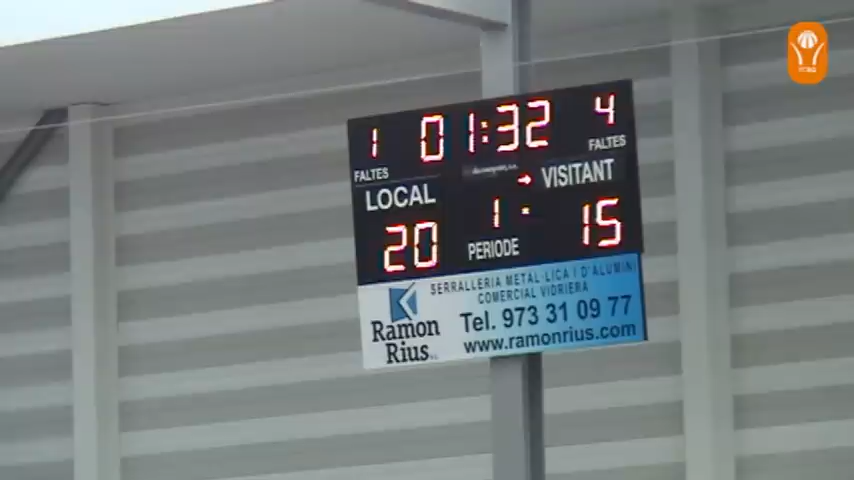 1 01:32 4
FALTES FALTES
LOCAL → VISITANT
20 1 · 15
PERIODE
SERRALLERIA METAL·LICA I D'ALUMINI
COMERCIAL VIDRIERA
Ramon Rius
Tel. 973 31 09 77
www.ramonrius.com